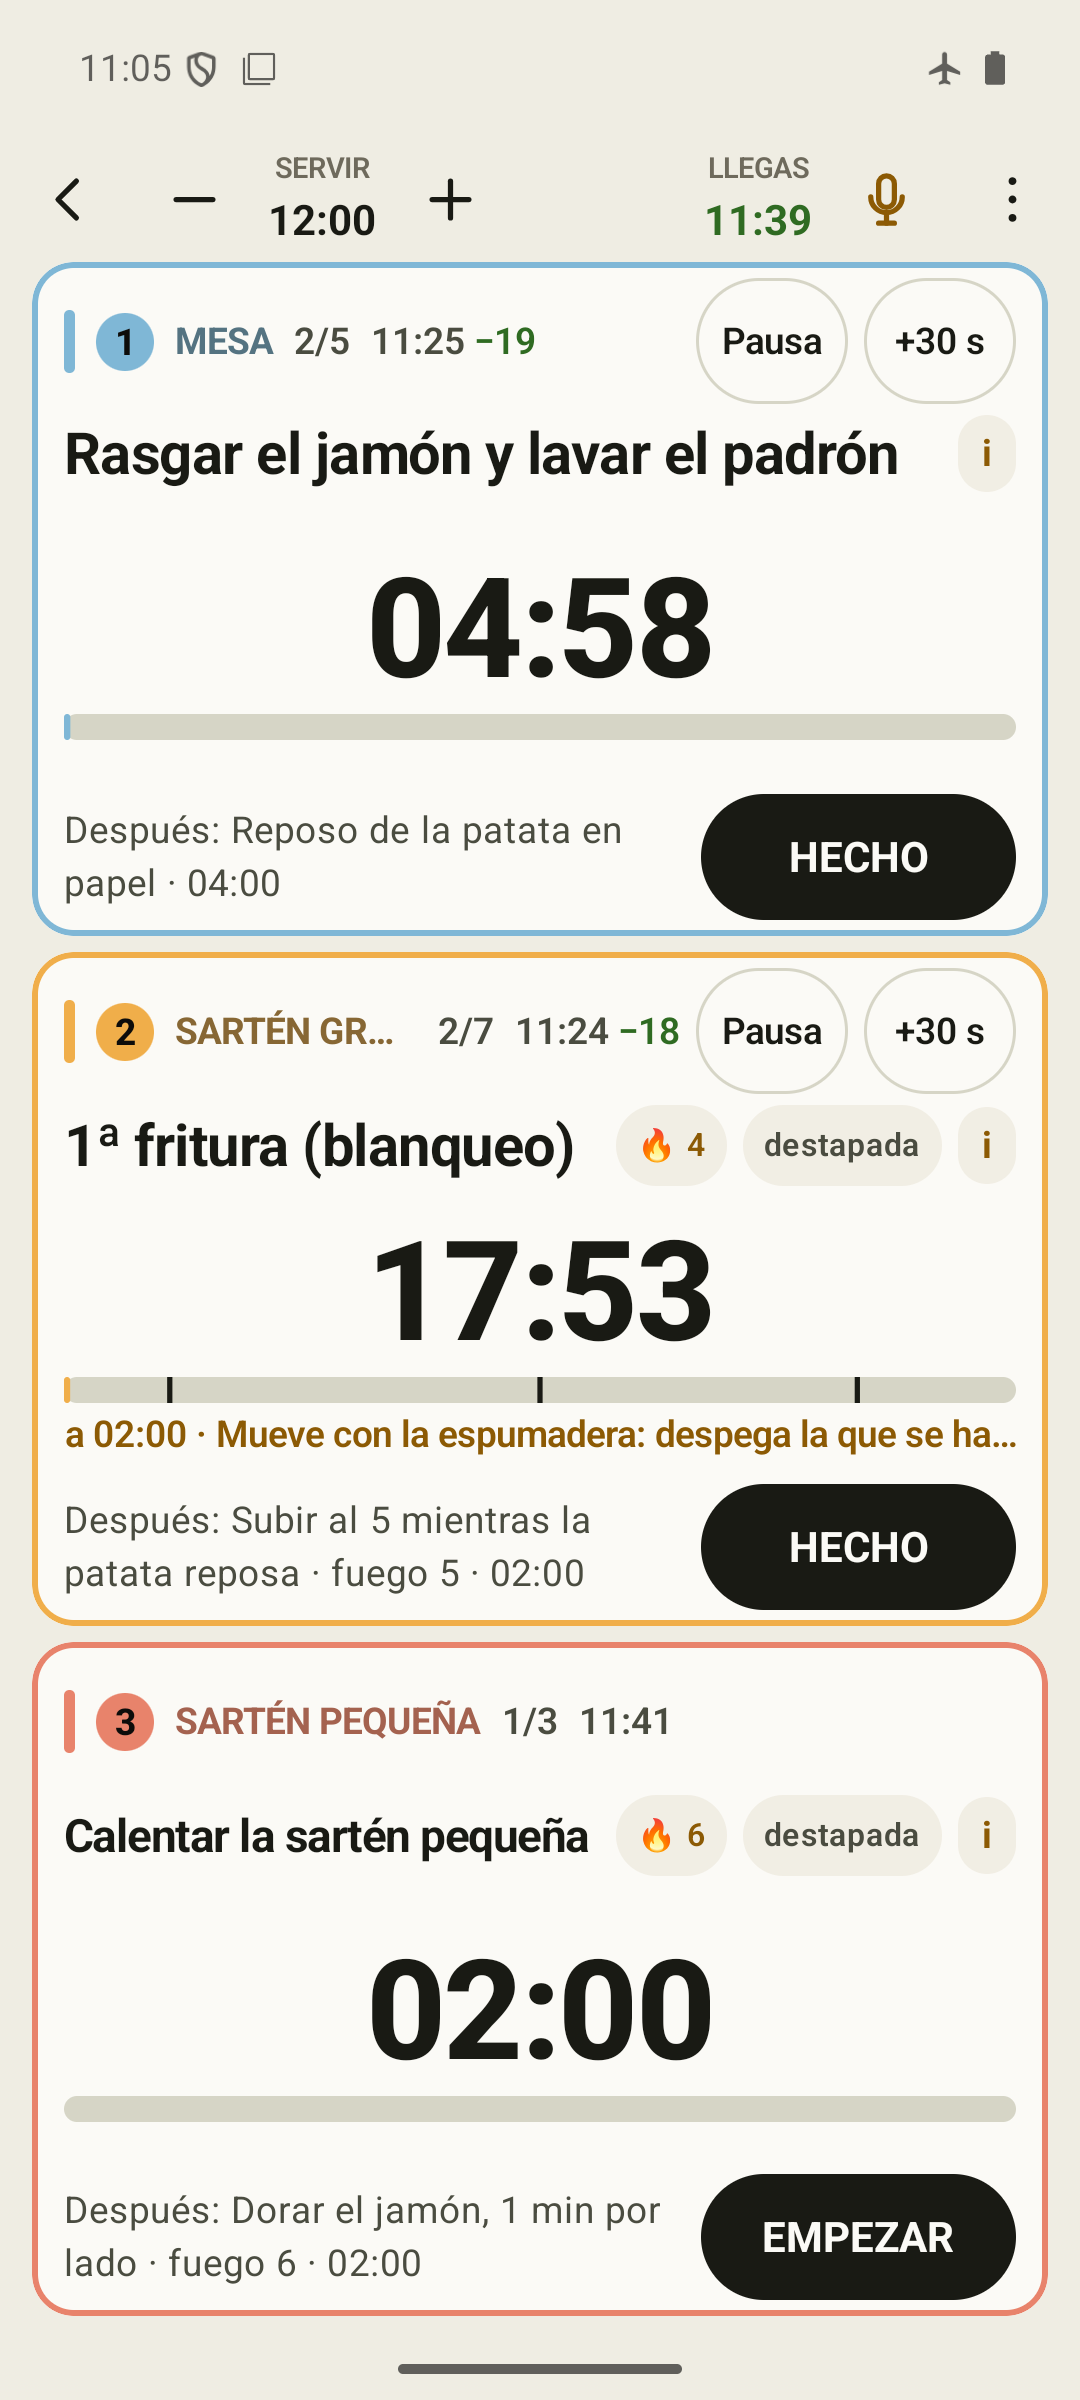 11:05
SERVIR
12:00
LLEGAS
11:39
1 MESA 2/5 11:25 −19 Pausa +30 s
Rasgar el jamón y lavar el padrón i
04:58
Después: Reposo de la patata en
papel · 04:00
HECHO
2 SARTÉN GR… 2/7 11:24 −18 Pausa +30 s
1ª fritura (blanqueo) 🔥 4 destapada i
17:53
a 02:00 · Mueve con la espumadera: despega la que se ha…
Después: Subir al 5 mientras la
patata reposa · fuego 5 · 02:00
HECHO
3 SARTÉN PEQUEÑA 1/3 11:41
Calentar la sartén pequeña 🔥 6 destapada i
02:00
Después: Dorar el jamón, 1 min por
lado · fuego 6 · 02:00
EMPEZAR